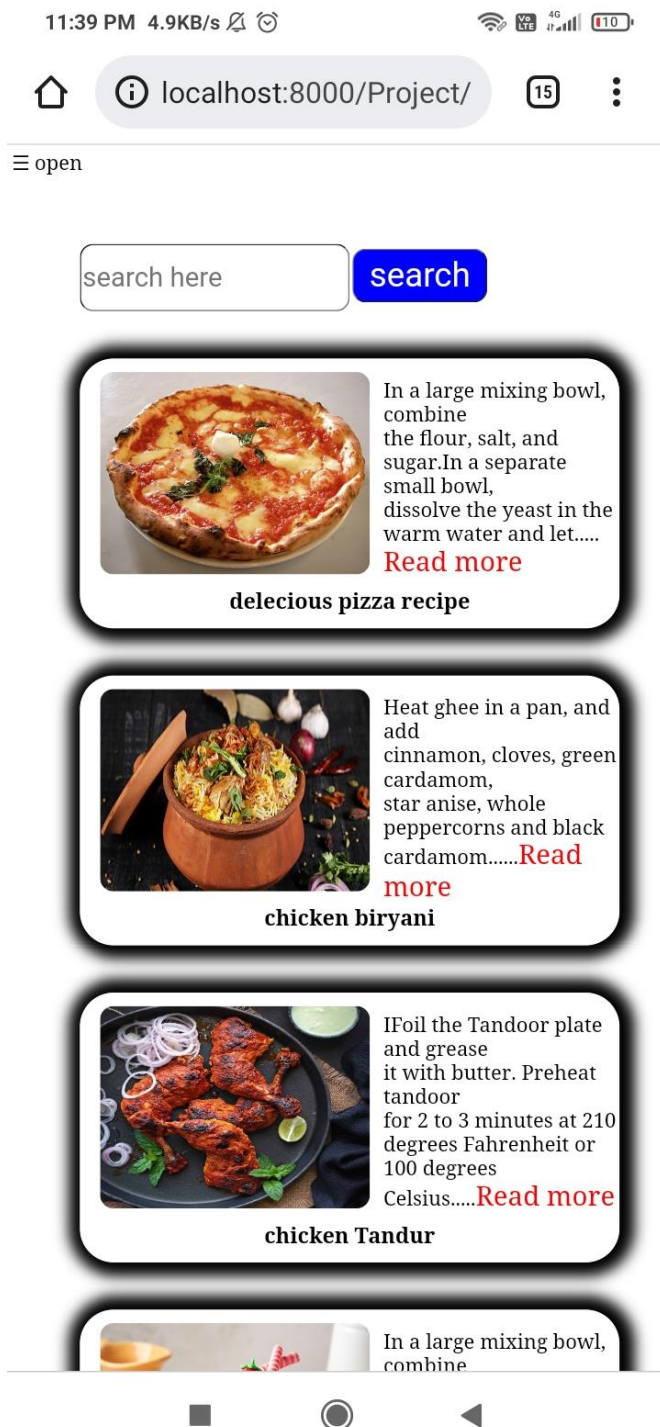 11:39 PM 4.9KB/s
Vo LTE 4G 10
localhost:8000/Project/ 15
☰ open
search here search
In a large mixing bowl,
combine
the flour, salt, and
sugar.In a separate
small bowl,
dissolve the yeast in the
warm water and let.....
Read more
delecious pizza recipe
Heat ghee in a pan, and
add
cinnamon, cloves, green
cardamom,
star anise, whole
peppercorns and black
cardamom......Read
more
chicken biryani
IFoil the Tandoor plate
and grease
it with butter. Preheat
tandoor
for 2 to 3 minutes at 210
degrees Fahrenheit or
100 degrees
Celsius.....Read more
chicken Tandur
In a large mixing bowl,
combine